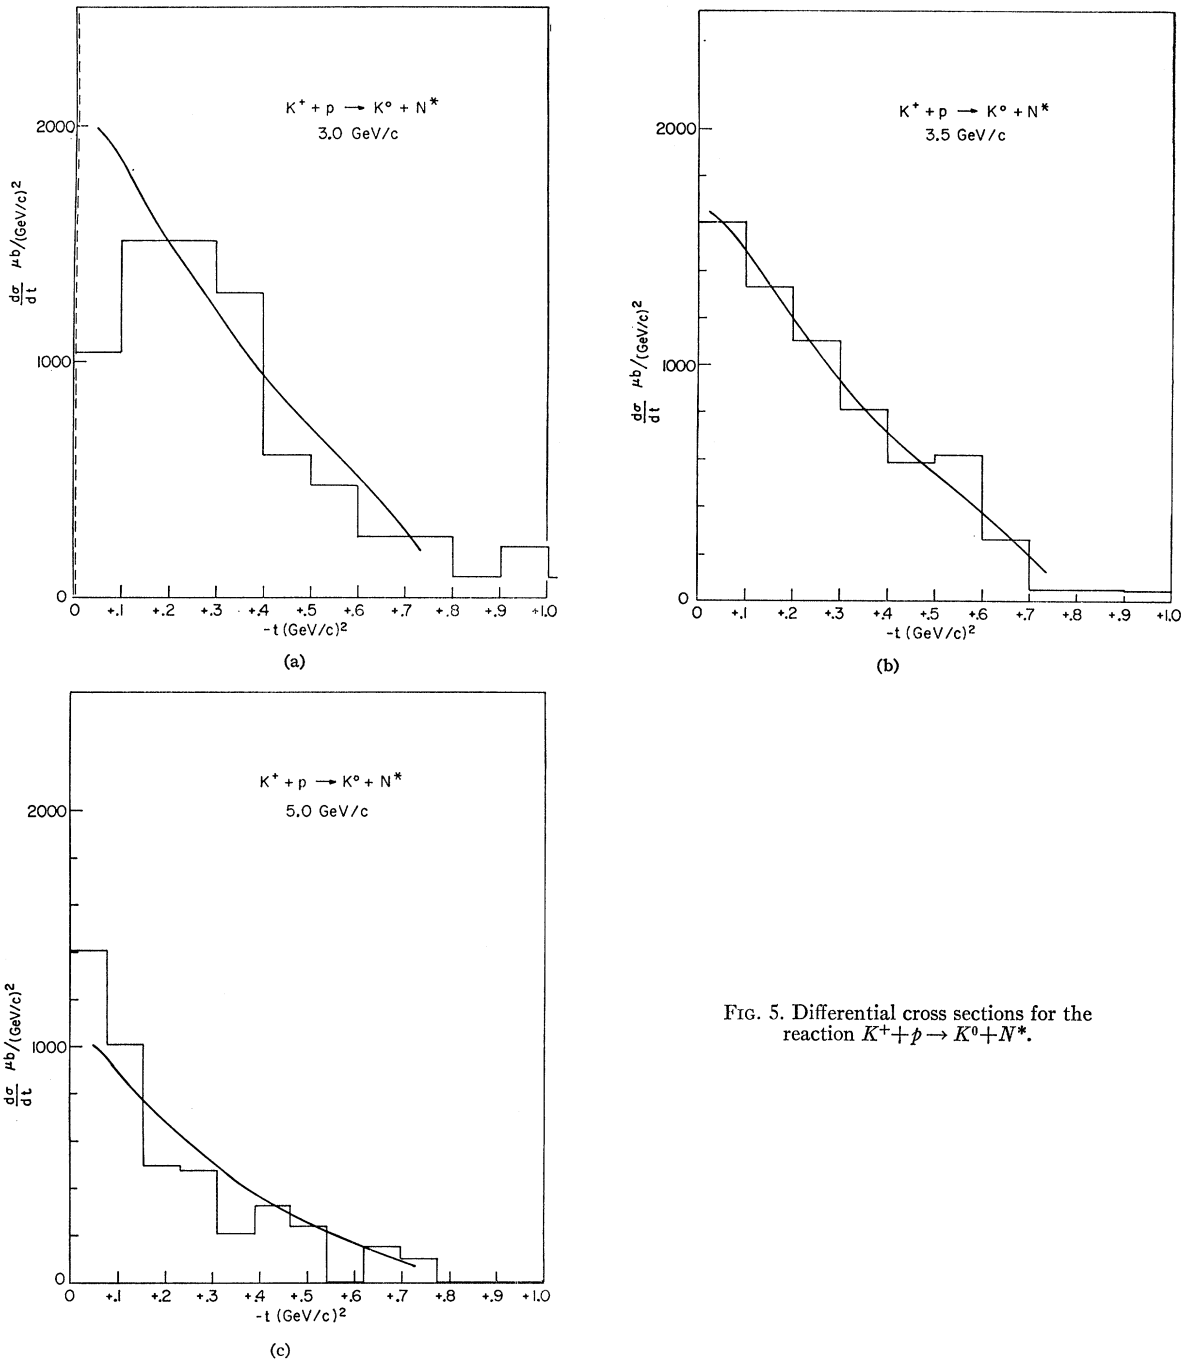 K⁺ + p → K⁰ + N*
3.0 GeV/c
2000
1000
0
dσ/dt μb/(GeV/c)²
0 +.1 +.2 +.3 +.4 +.5 +.6 +.7 +.8 +.9 +1.0
-t (GeV/c)²
(a)
K⁺ + p → K⁰ + N*
3.5 GeV/c
2000
1000
0
dσ/dt μb/(GeV/c)²
0 +.1 +.2 +.3 +.4 +.5 +.6 +.7 +.8 +.9 +1.0
-t (GeV/c)²
(b)
K⁺ + p → K⁰ + N*
5.0 GeV/c
2000
1000
0
dσ/dt μb/(GeV/c)²
0 +.1 +.2 +.3 +.4 +.5 +.6 +.7 +.8 +.9 +1.0
-t (GeV/c)²
(c)
FIG. 5. Differential cross sections for the
reaction K⁺+p → K⁰+N*.